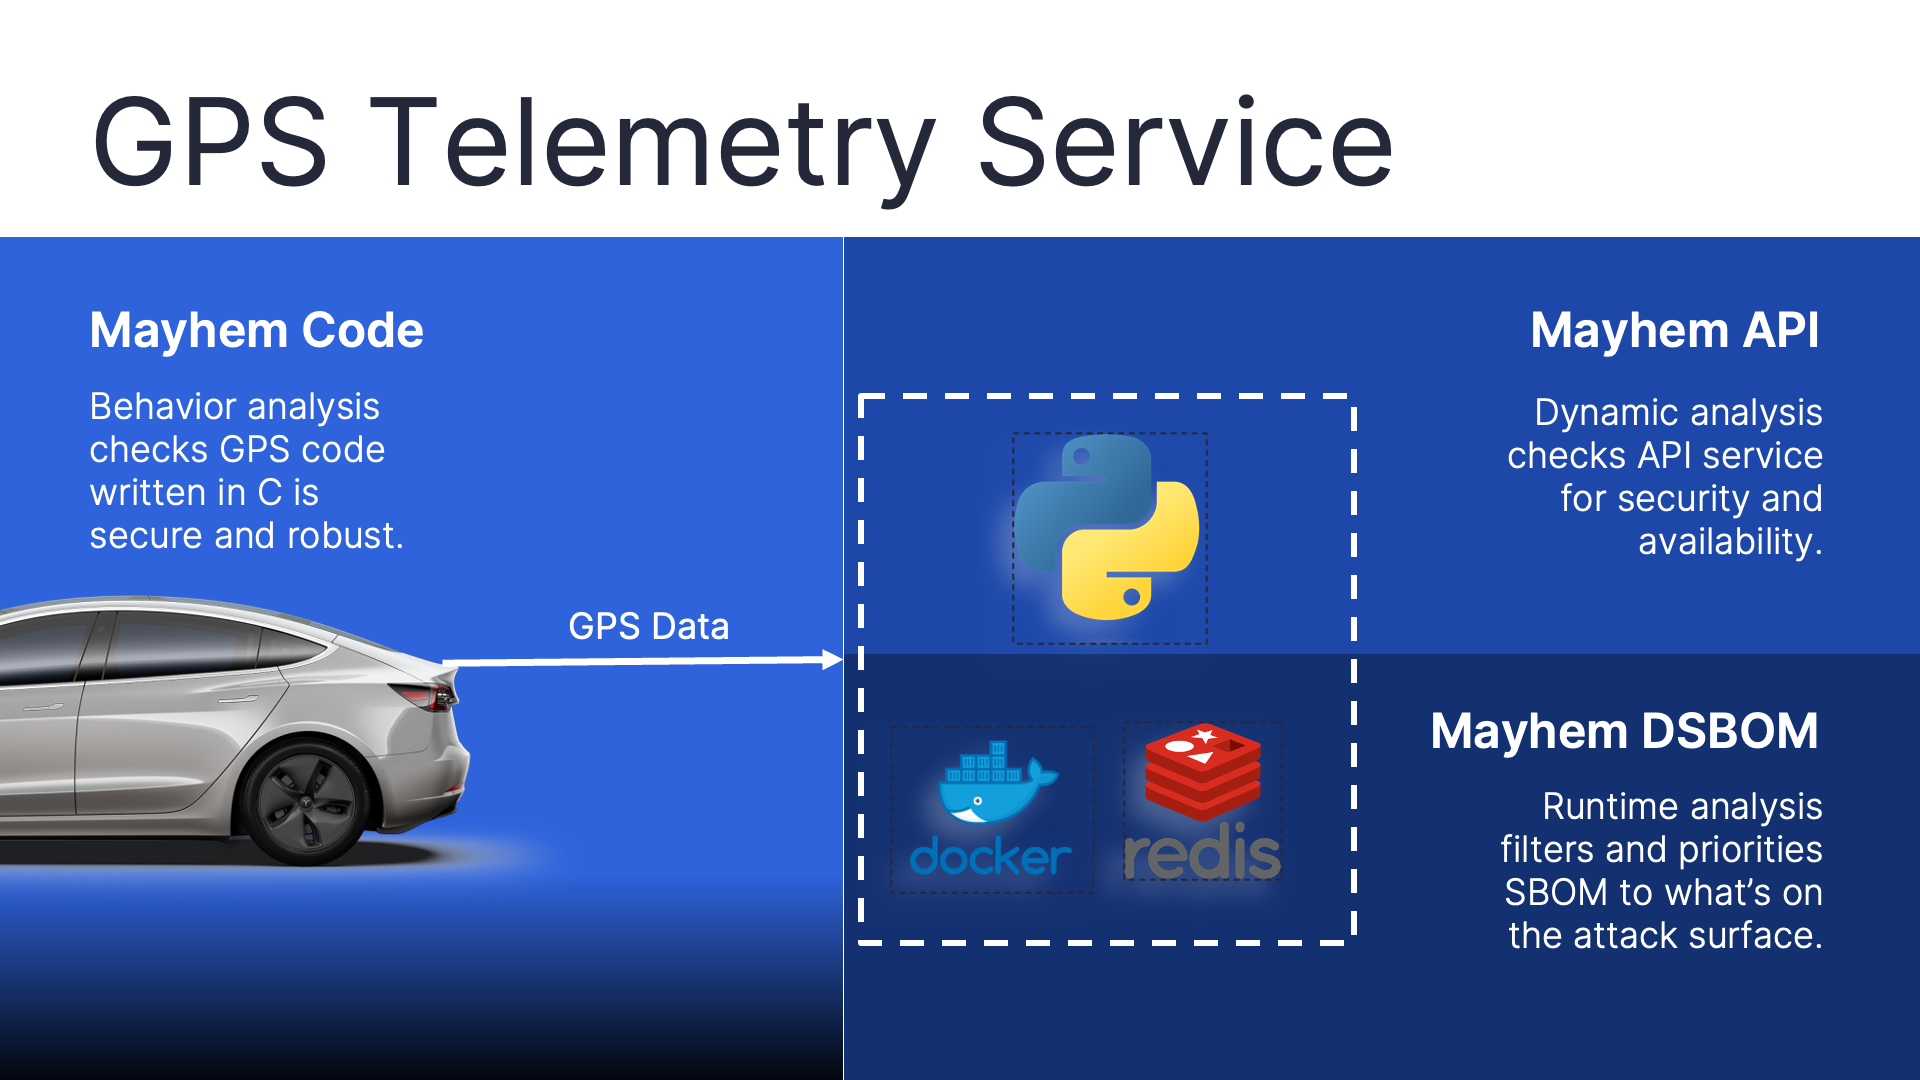 GPS Telemetry Service
Mayhem Code
Behavior analysis
checks GPS code
written in C is
secure and robust.
GPS Data
docker
redis
Mayhem API
Dynamic analysis
checks API service
for security and
availability.
Mayhem DSBOM
Runtime analysis
filters and priorities
SBOM to what’s on
the attack surface.